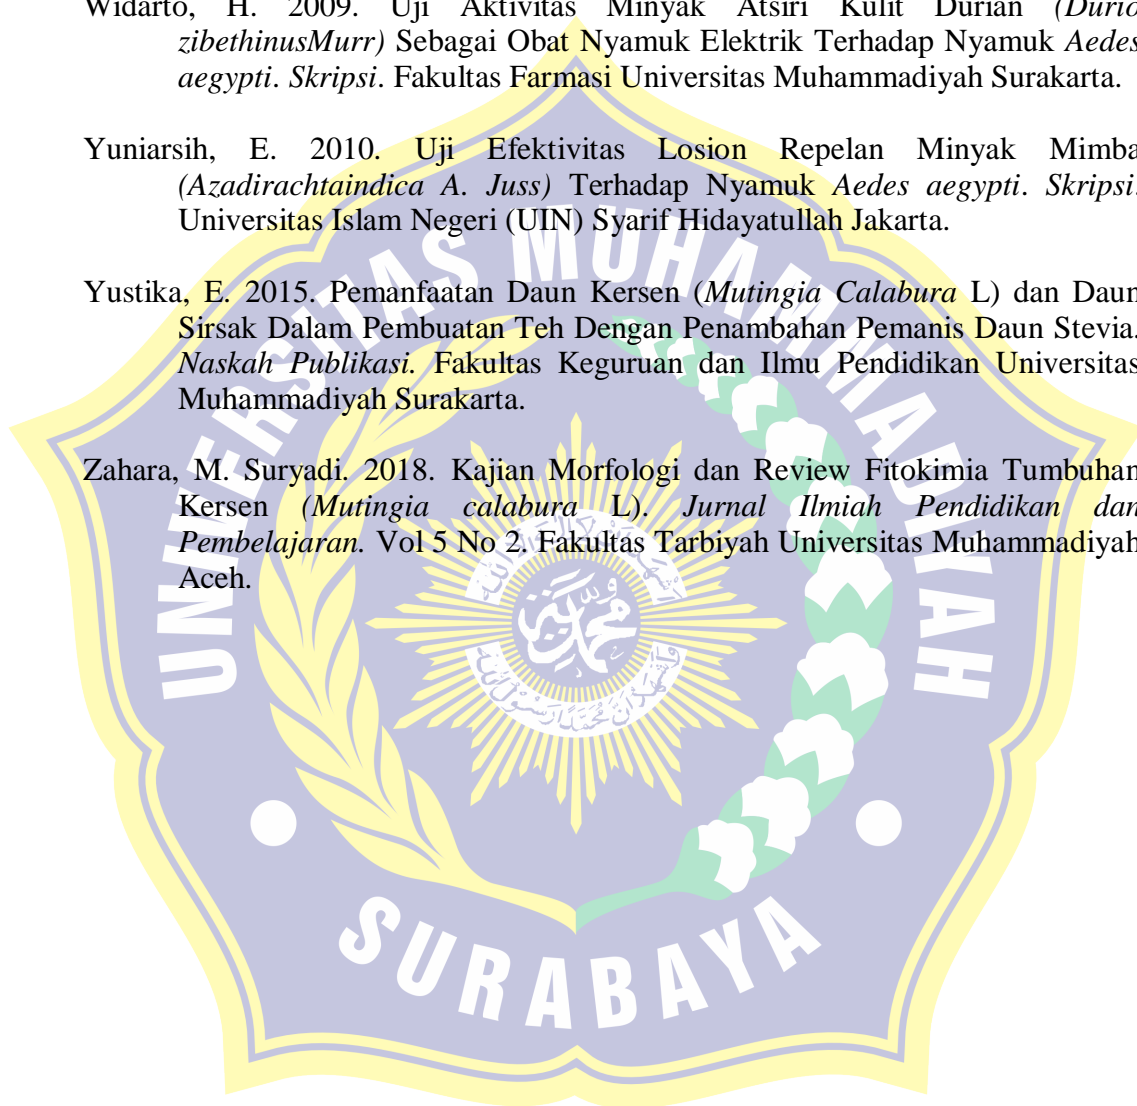 Widarto, H. 2009. Uji Aktivitas Minyak Atsiri Kulit Durian (Durio
zibethinusMurr) Sebagai Obat Nyamuk Elektrik Terhadap Nyamuk Aedes
aegypti. Skripsi. Fakultas Farmasi Universitas Muhammadiyah Surakarta.
Yuniarsih, E. 2010. Uji Efektivitas Losion Repelan Minyak Mimba
(Azadirachtaindica A. Juss) Terhadap Nyamuk Aedes aegypti. Skripsi.
Universitas Islam Negeri (UIN) Syarif Hidayatullah Jakarta.
Yustika, E. 2015. Pemanfaatan Daun Kersen (Mutingia Calabura L) dan Daun
Sirsak Dalam Pembuatan Teh Dengan Penambahan Pemanis Daun Stevia.
Naskah Publikasi. Fakultas Keguruan dan Ilmu Pendidikan Universitas
Muhammadiyah Surakarta.
Zahara, M. Suryadi. 2018. Kajian Morfologi dan Review Fitokimia Tumbuhan
Kersen (Mutingia calabura L). Jurnal Ilmiah Pendidikan dan
Pembelajaran. Vol 5 No 2. Fakultas Tarbiyah Universitas Muhammadiyah
Aceh.
UNIVERSITAS MUHAMMADIYAH
محمد
SURABAYA